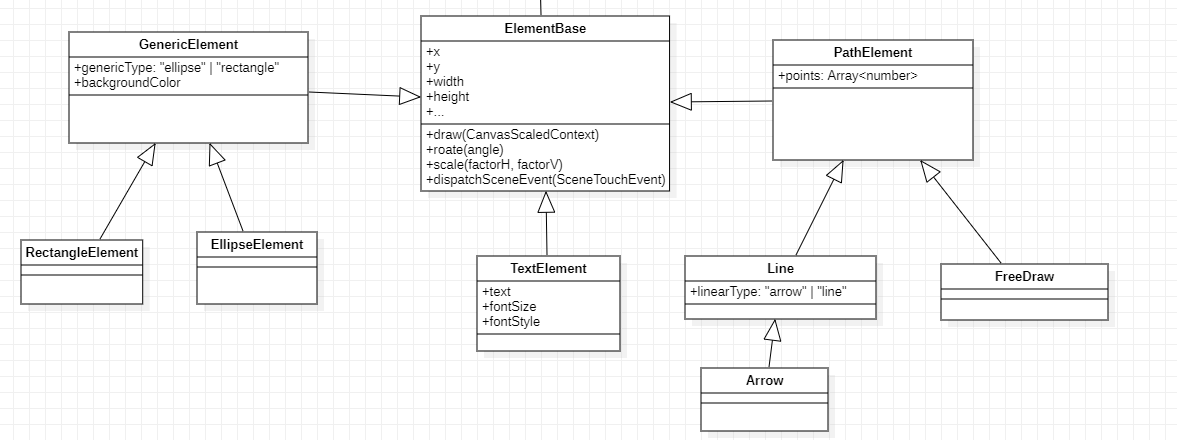 GenericElement
+genericType: "ellipse" | "rectangle"
+backgroundColor
ElementBase
+x
+y
+width
+height
+...
+draw(CanvasScaledContext)
+roate(angle)
+scale(factorH, factorV)
+dispatchSceneEvent(SceneTouchEvent)
PathElement
+points: Array<number>
RectangleElement
EllipseElement
TextElement
+text
+fontSize
+fontStyle
Line
+linearType: "arrow" | "line"
FreeDraw
Arrow